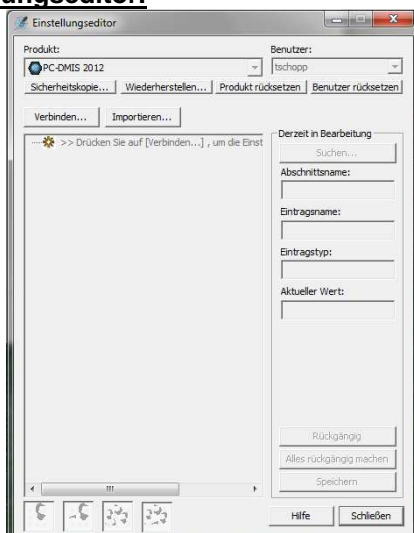 ungseditor:
Einstellungseditor
Produkt:
Benutzer:
PC-DMIS 2012
tschopp
Sicherheitskopie... Wiederherstellen... Produkt rücksetzen Benutzer rücksetzen
Verbinden... Importieren...
>> Drücken Sie auf [Verbinden...] , um die Einst
Derzeit in Bearbeitung
Suchen...
Abschnittsname:
Eintragsname:
Eintragstyp:
Aktueller Wert:
Rückgängig
Alles rückgängig machen
Speichern
Hilfe Schließen